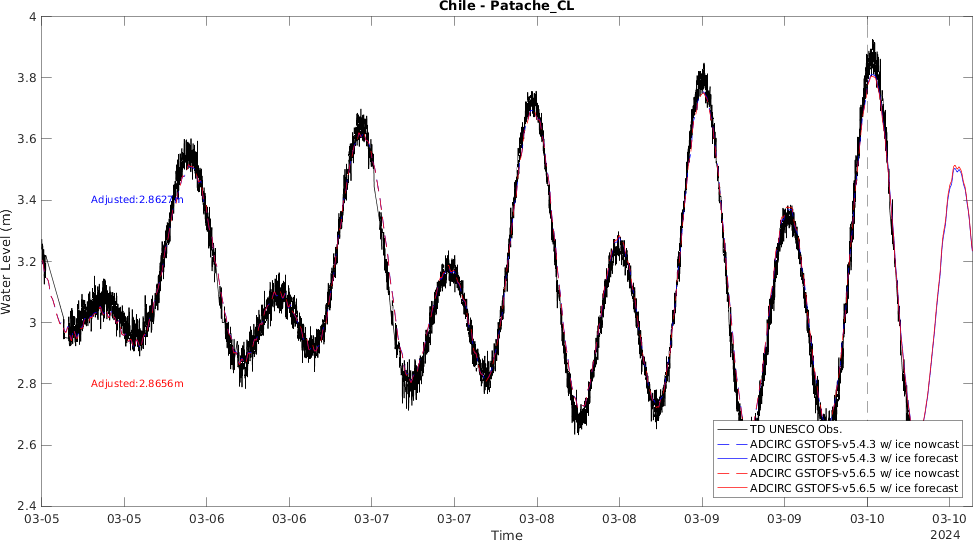 Chile - Patache_CL
4
3.8
3.6
3.4
3.2
3
2.8
2.6
2.4
Water Level (m)
Adjusted:2.8627m
Adjusted:2.8656m
TD UNESCO Obs.
ADCIRC GSTOFS-v5.4.3 w/ ice nowcast
ADCIRC GSTOFS-v5.4.3 w/ ice forecast
ADCIRC GSTOFS-v5.6.5 w/ ice nowcast
ADCIRC GSTOFS-v5.6.5 w/ ice forecast
03-05 03-05 03-06 03-06 03-07 03-07 03-08 03-08 03-09 03-09 03-10 03-10
2024
Time